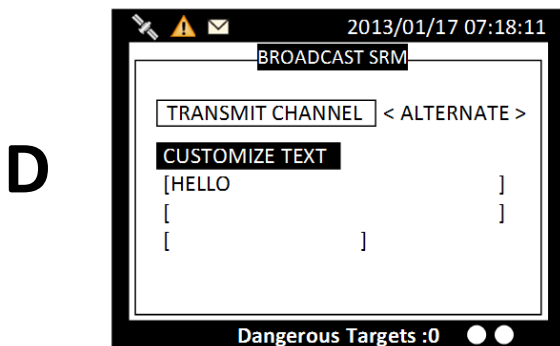 2013/01/17 07:18:11
BROADCAST SRM
D
TRANSMIT CHANNEL < ALTERNATE >
CUSTOMIZE TEXT
[HELLO ]
[ ]
[ ]
Dangerous Targets :0